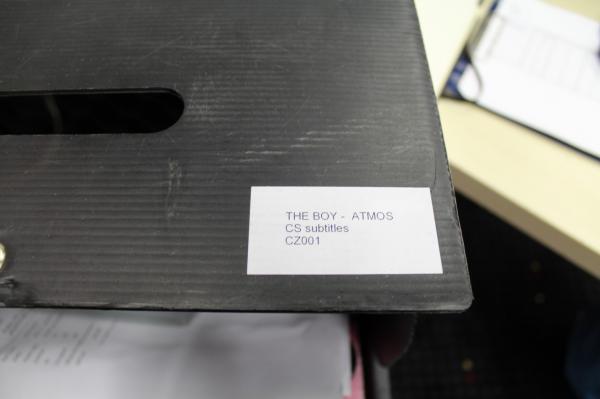 THE BOY - ATMOS
CS subtitles
CZ001